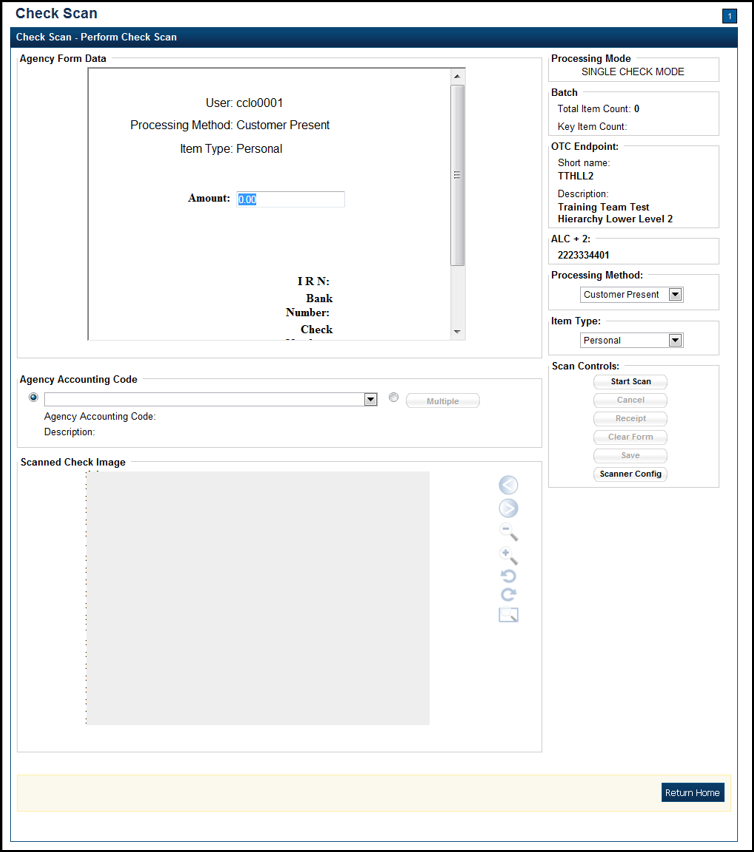 Check Scan
1
Check Scan - Perform Check Scan
Agency Form Data
User: cclo0001
Processing Method: Customer Present
Item Type: Personal
Amount: 0.00
I R N:
Bank
Number:
Check
Agency Accounting Code
Multiple
Agency Accounting Code:
Description:
Scanned Check Image
Processing Mode
SINGLE CHECK MODE
Batch
Total Item Count: 0
Key Item Count:
OTC Endpoint:
Short name:
TTHLL2
Description:
Training Team Test
Hierarchy Lower Level 2
ALC + 2:
2223334401
Processing Method:
Customer Present
Item Type:
Personal
Scan Controls:
Start Scan
Cancel
Receipt
Clear Form
Save
Scanner Config
Return Home